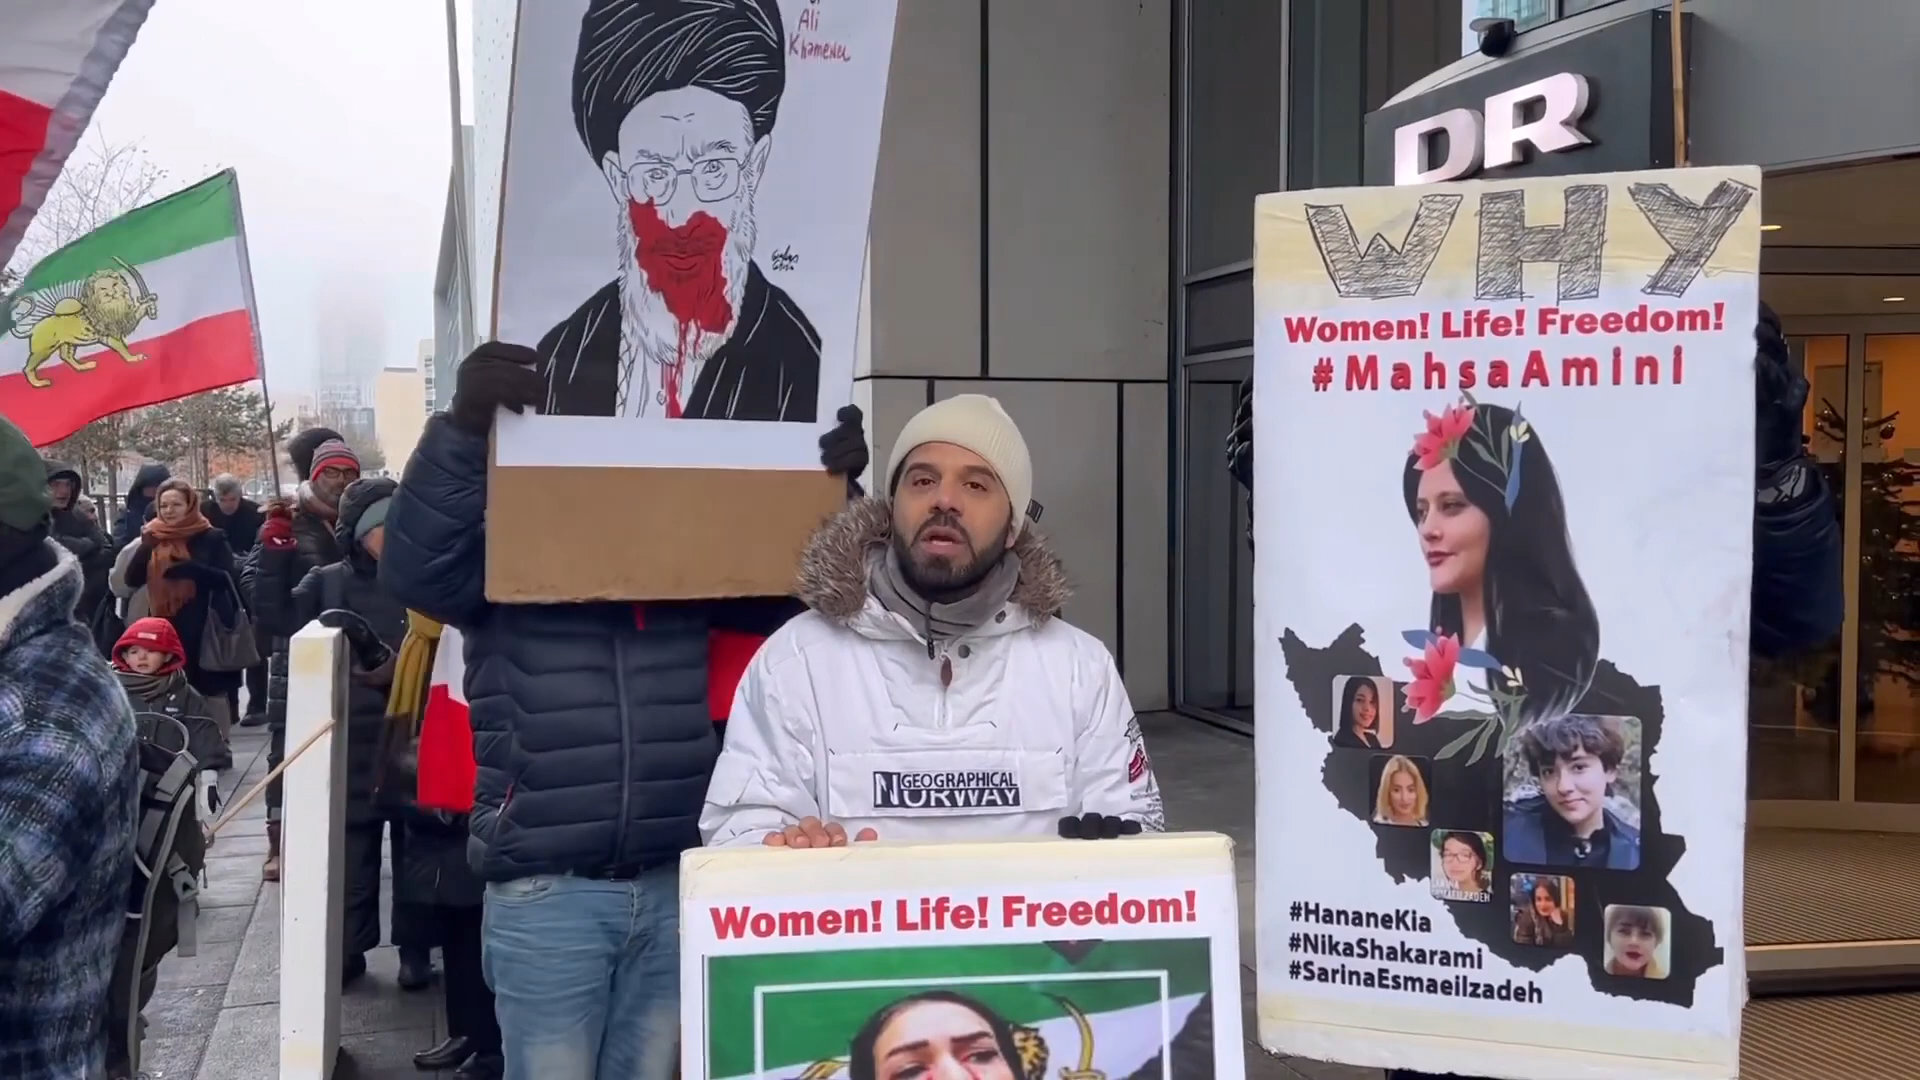 Ali
Khamenei
DR
WHY
Women! Life! Freedom!
#MahsaAmini
GEOGRAPHICAL
NORWAY
#HananeKia
#NikaShakarami
#SarinaEsmaeilzadeh
Women! Life! Freedom!